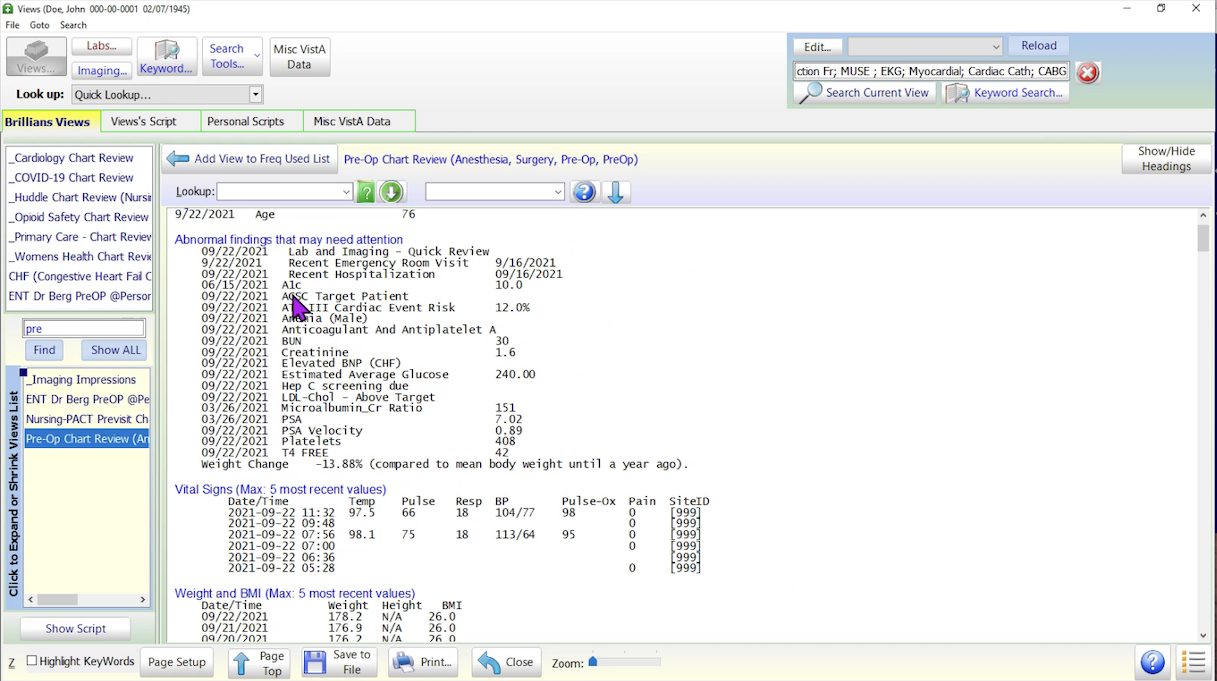 Views (Doe, John 000-00-0001 02/07/1945)
File Goto Search
Views...
Labs...
Imaging...
Keyword...
Search Tools...
Misc VistA Data
Look up: Quick Lookup...
Edit...
Reload
ction Fr; MUSE ; EKG; Myocardial; Cardiac Cath; CABG
Search Current View
Keyword Search...
Brillians Views
Views's Script
Personal Scripts
Misc VistA Data
_Cardiology Chart Review
_COVID-19 Chart Review
_Huddle Chart Review (Nursi
_Opioid Safety Chart Review
_Primary Care - Chart Review
_Womens Health Chart Revi
CHF (Congestive Heart Fail C
ENT Dr Berg PreOP @Person
pre
Find
Show ALL
Click to Expand or Shrink Views List
_Imaging Impressions
ENT Dr Berg PreOP @Pe
Nursing-PACT Previsit Ch
Pre-Op Chart Review (An
Show Script
Add View to Freq Used List
Pre-Op Chart Review (Anesthesia, Surgery, Pre-Op, PreOp)
Show/Hide Headings
Lookup:
9/22/2021 Age 76
Abnormal findings that may need attention
09/22/2021 Lab and Imaging - Quick Review
9/22/2021 Recent Emergency Room Visit 9/16/2021
09/22/2021 Recent Hospitalization 09/16/2021
06/15/2021 A1c 10.0
09/22/2021 Target Patient
09/22/2021 III Cardiac Event Risk 12.0%
09/22/2021 (Male)
09/22/2021 Anticoagulant And Antiplatelet A
09/22/2021 BUN 30
09/22/2021 Creatinine 1.6
09/22/2021 Elevated BNP (CHF)
09/22/2021 Estimated Average Glucose 240.00
09/22/2021 Hep C screening due
09/22/2021 LDL-Chol - Above Target
03/26/2021 Microalbumin_Cr Ratio 151
03/26/2021 PSA 7.02
09/22/2021 PSA Velocity 0.89
09/22/2021 Platelets 408
09/22/2021 T4 FREE 42
Weight Change -13.88% (compared to mean body weight until a year ago).
Vital Signs (Max: 5 most recent values)
Date/Time Temp Pulse Resp BP Pulse-Ox Pain SiteID
2021-09-22 11:32 97.5 66 18 104/77 98 0 [999]
2021-09-22 09:48 0 [999]
2021-09-22 07:56 98.1 75 18 113/64 95 0 [999]
2021-09-22 07:00 0 [999]
2021-09-22 06:36 [999]
2021-09-22 05:28 0 [999]
Weight and BMI (Max: 5 most recent values)
Date/Time Weight Height BMI
09/22/2021 178.2 N/A 26.0
09/21/2021 176.9 N/A 26.0
09/20/2021 176.2 N/A 26.0
Z
Highlight KeyWords
Page Setup
Page Top
Save to File
Print...
Close
Zoom: